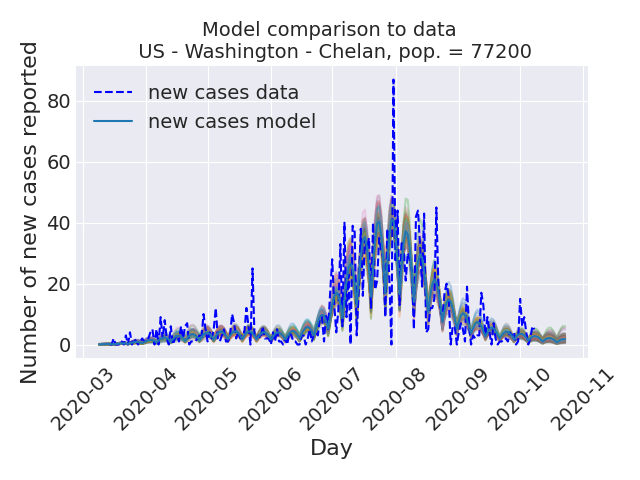 Model comparison to data
US - Washington - Chelan, pop. = 77200
Number of new cases reported
new cases data
new cases model
80
60
40
20
0
2020-03
2020-04
2020-05
2020-06
2020-07
2020-08
2020-09
2020-10
2020-11
Day